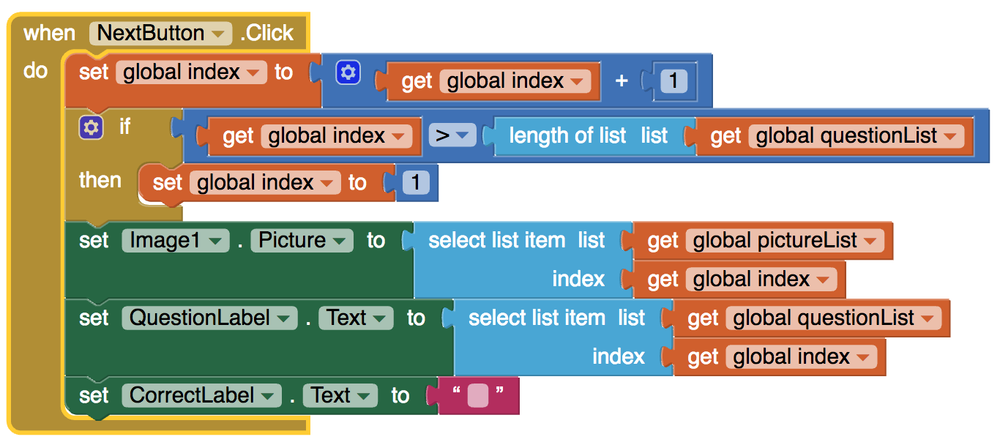 when NextButton .Click
do set global index to get global index + 1
if get global index > length of list list get global questionList
then set global index to 1
set Image1 . Picture to select list item list get global pictureList
index get global index
set QuestionLabel . Text to select list item list get global questionList
index get global index
set CorrectLabel . Text to “ ”